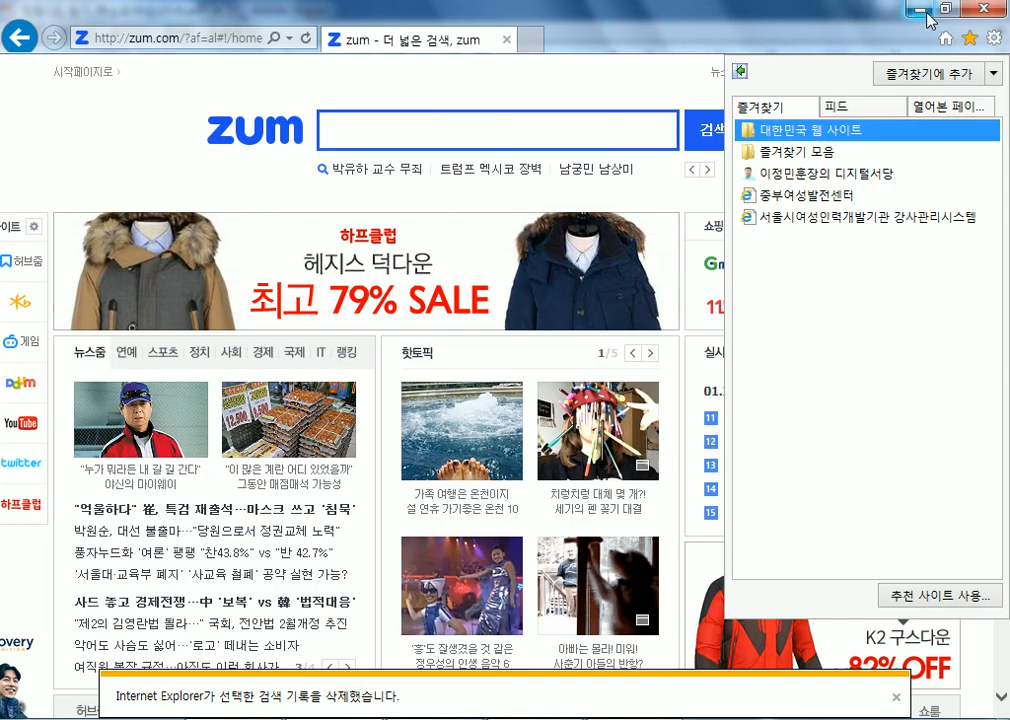 http://zum.com/?af=al#!/home
zum - 더 넓은 검색, zum
시작페이지로 >
뉴스
즐겨찾기에 추가
즐겨찾기
피드
열어본 페이...
대한민국 웹 사이트
즐겨찾기 모음
이정민훈장의 디지털서당
중부여성발전센터
서울시여성인력개발기관 강사관리시스템
추천 사이트 사용...
zum
검색
박유하 교수 무죄
트럼프 멕시코 장벽
남궁민 남상미
이트
허브줌
게임
Daum
YouTube
twitter
하프클럽
하프클럽
헤지스 덕다운
최고 79% SALE
쇼핑
11
뉴스줌 연예 스포츠 정치 사회 경제 국제 IT 랭킹
핫토픽
1/5
실시
01.
11
12
13
14
15
12,500
"누가 뭐라든 내 갈 길 간다"
야신의 마이웨이
"이 많은 계란 어디 있었을까"
그동안 매점매석 가능성
"억울하다" 崔, 특검 재출석…마스크 쓰고 '침묵'
박원순, 대선 불출마…"당원으로서 정권교체 노력"
풍자누드화 '여론' 팽팽 "찬43.8%" vs "반 42.7%"
'서울대·교육부 폐지' '사교육 철폐' 공약 실현 가능?
사드 놓고 경제전쟁…中 '보복' vs 韓 '법적대응'
"제2의 김영란법 몰라…" 국회, 전안법 2월개정 추진
악어도 사슴도 싫어…'로고' 떼내는 소비자
가족 여행은 온천이지
설 연휴 가기좋은 온천 10
치렁치렁 대체 몇 개?!
세기의 펜 꽂기 대결
'흥'도 잘생겼을 것 같은
정우성의 인생 음악 6
아빠는 몰라! 미워!
사춘기 아들의 반항?
overy
K2 구스다운
82% OFF
Internet Explorer가 선택한 검색 기록을 삭제했습니다.
허브
쇼룸